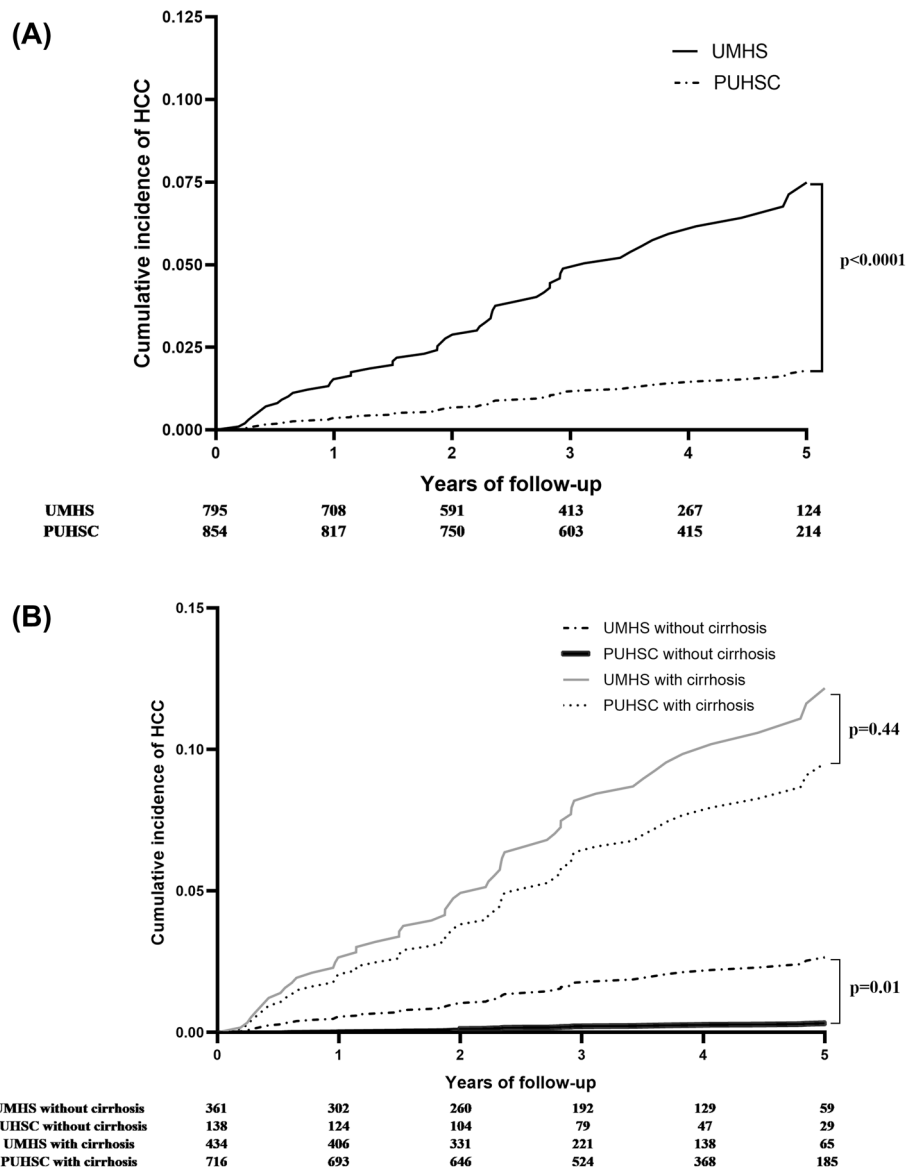 (A)
0.125
0.100
0.075
0.050
0.025
0.000
Cumulative incidence of HCC
UMHS
PUHSC
p<0.0001
0 1 2 3 4 5
Years of follow-up
UMHS 795 708 591 413 267 124
PUHSC 854 817 750 603 415 214
(B)
0.15
0.10
0.05
0.00
Cumulative incidence of HCC
UMHS without cirrhosis
PUHSC without cirrhosis
UMHS with cirrhosis
PUHSC with cirrhosis
p=0.44
p=0.01
0 1 2 3 4 5
Years of follow-up
UMHS without cirrhosis 361 302 260 192 129 59
UHSC without cirrhosis 138 124 104 79 47 29
UMHS with cirrhosis 434 406 331 221 138 65
PUHSC with cirrhosis 716 693 646 524 368 185